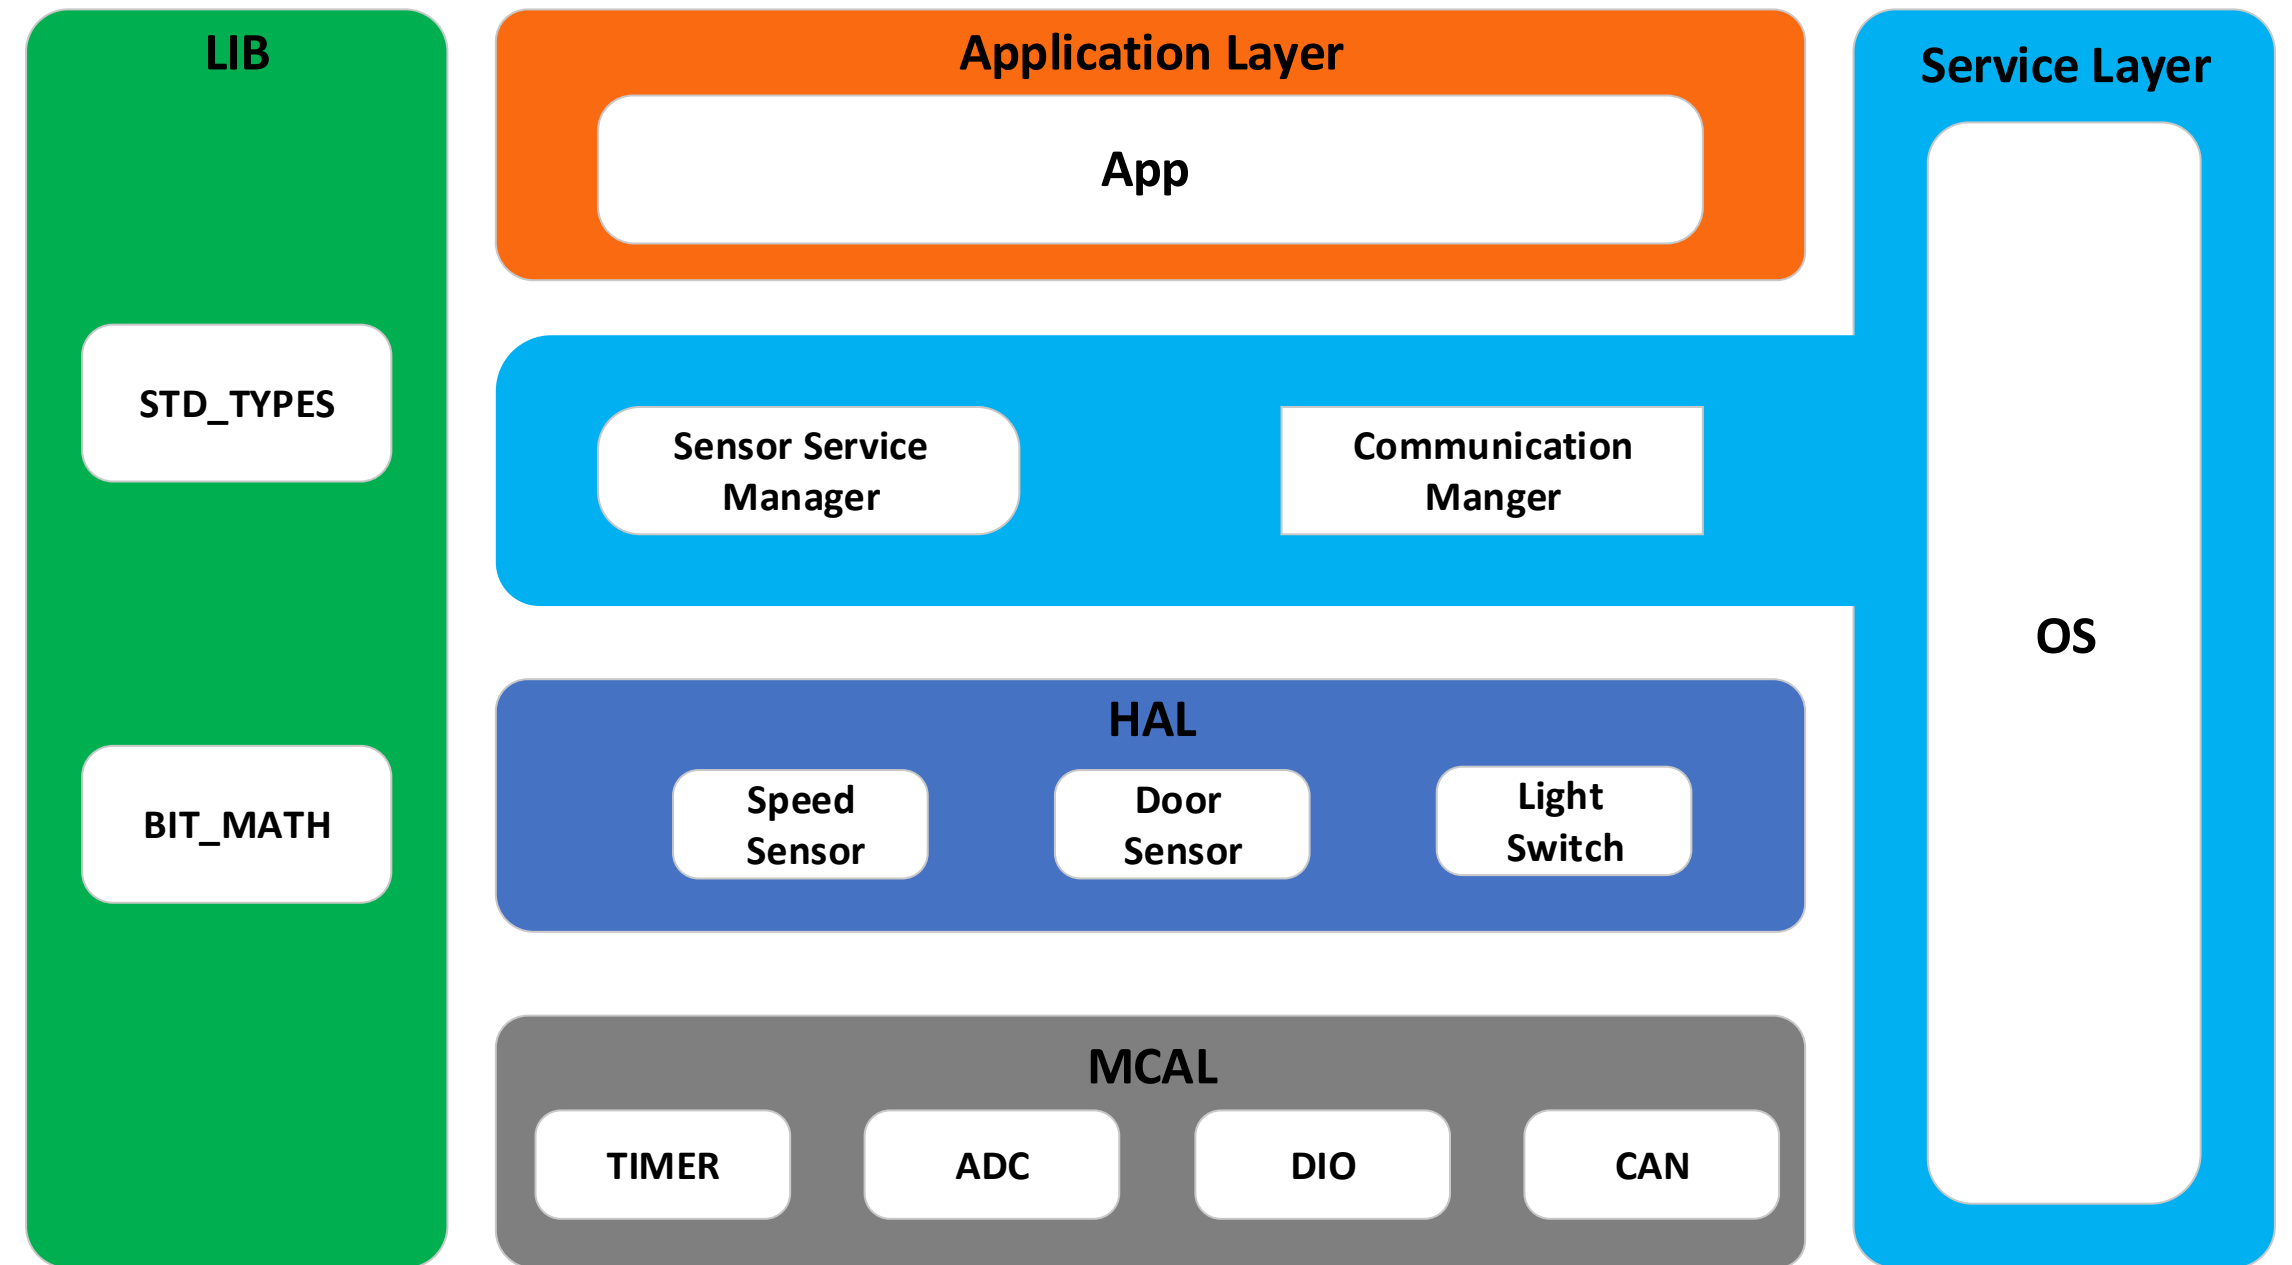 LIB
STD_TYPES
BIT_MATH
Application Layer
App
Sensor Service
Manager
Communication
Manger
HAL
Speed
Sensor
Door
Sensor
Light
Switch
MCAL
TIMER
ADC
DIO
CAN
Service Layer
OS